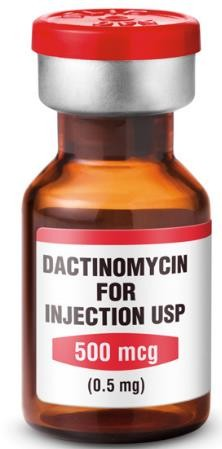 DACTINOMYCIN
FOR
INJECTION USP
500 mcg
(0.5 mg)